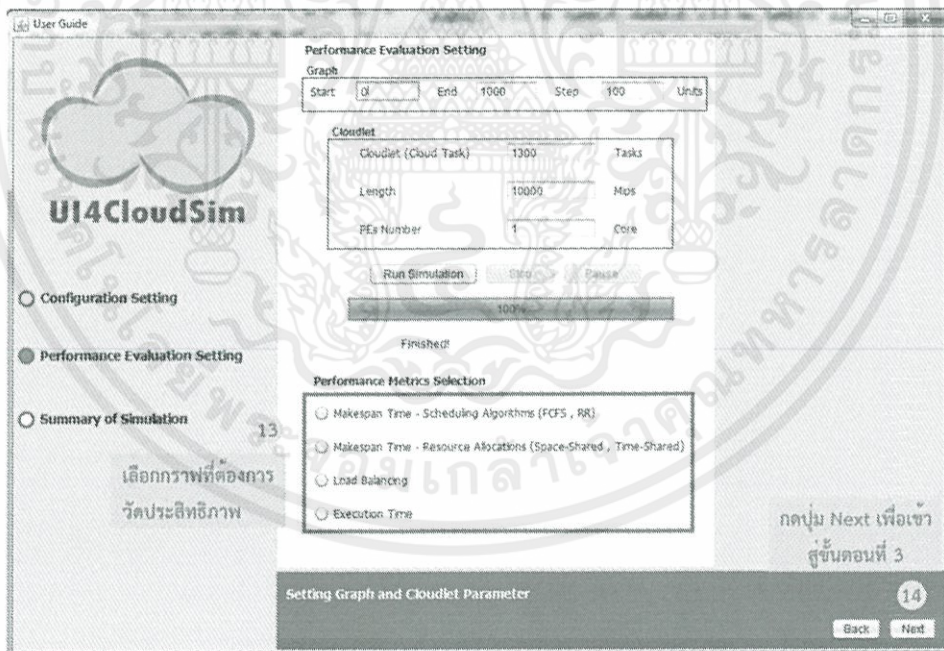 User Guide
Performance Evaluation Setting
Graph
Start 0 End 1000 Step 100 Units
Cloudlet
Cloudlet (Cloud Task) 1300 Tasks
Length 10000 Mips
PEs Number 1 Core
UI4CloudSim
Run Simulation Stop Pause
100%
Finished!
Configuration Setting
Performance Evaluation Setting
Summary of Simulation
Performance Metrics Selection
Makespan Time - Scheduling Algorithms (FCFS , RR)
Makespan Time - Resource Allocations (Space-Shared , Time-Shared)
Load Balancing
Execution Time
13
เลือกกราฟที่ต้องการ
วัดประสิทธิภาพ
กดปุ่ม Next เพื่อเข้า
สู่ขั้นตอนที่ 3
Setting Graph and Cloudlet Parameter
14
Back Next